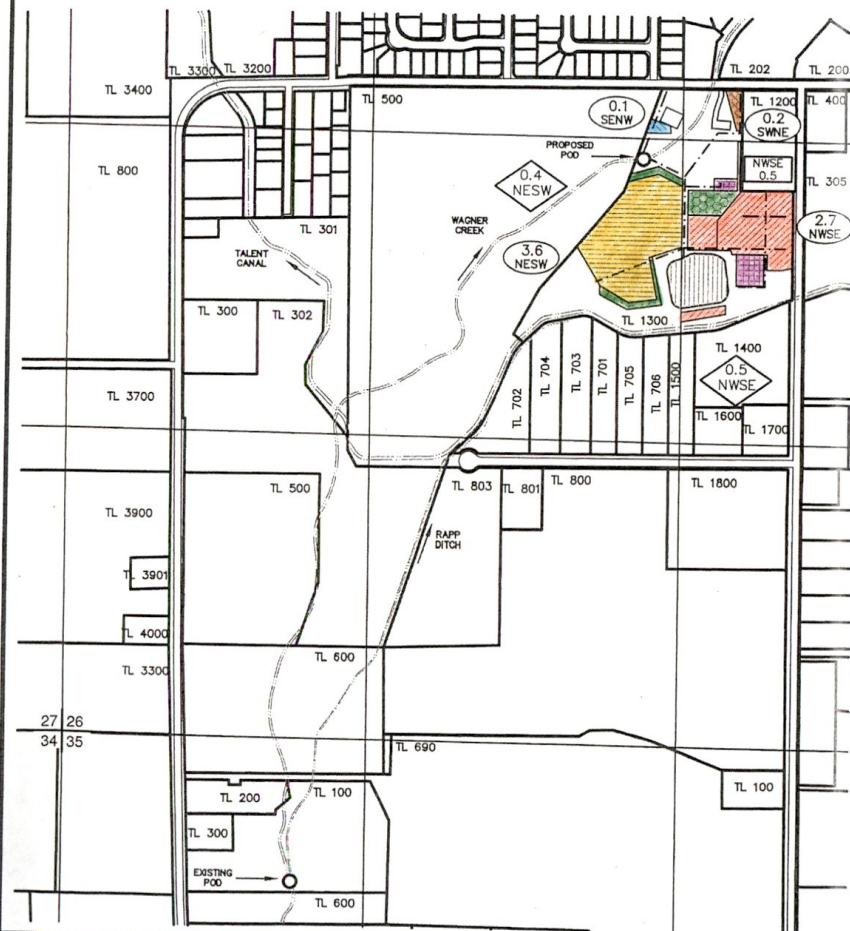 TL 3300
TL 3200
TL 202
TL 200
TL 3400
TL 500
0.1
SENW
TL 1200
TL 400
0.2
SWNE
PROPOSED
POD
NWSE
0.5
TL 800
0.4
NESW
TL 305
WAGNER
CREEK
2.7
NWSE
TL 301
3.6
NESW
TALENT
CANAL
TL 300
TL 302
TL 1300
TL 1400
0.5
NWSE
TL 702
TL 704
TL 703
TL 701
TL 705
TL 706
TL 1500
TL 3700
TL 1600
TL 1700
TL 500
TL 803
TL 801
TL 800
TL 1800
TL 3900
RAPP
DITCH
TL 3901
TL 4000
TL 600
TL 3300
27 26
34 35
TL 690
TL 200
TL 100
TL 100
TL 300
EXISTING
POD
TL 600